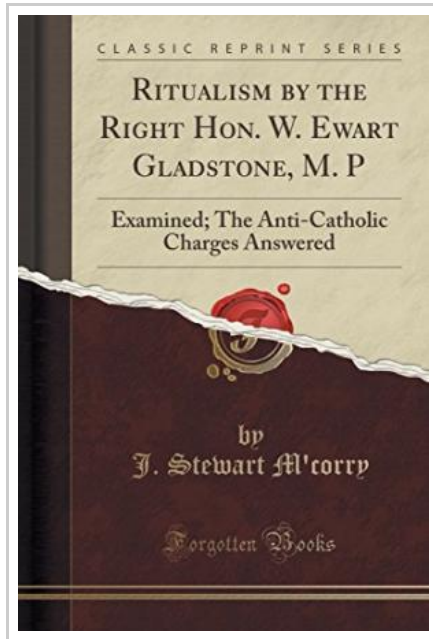 CLASSIC REPRINT SERIES
RITUALISM BY THE
RIGHT HON. W. EWART
GLADSTONE, M. P
Examined; The Anti-Catholic
Charges Answered
by
J. Stewart M'corry
Forgotten Books